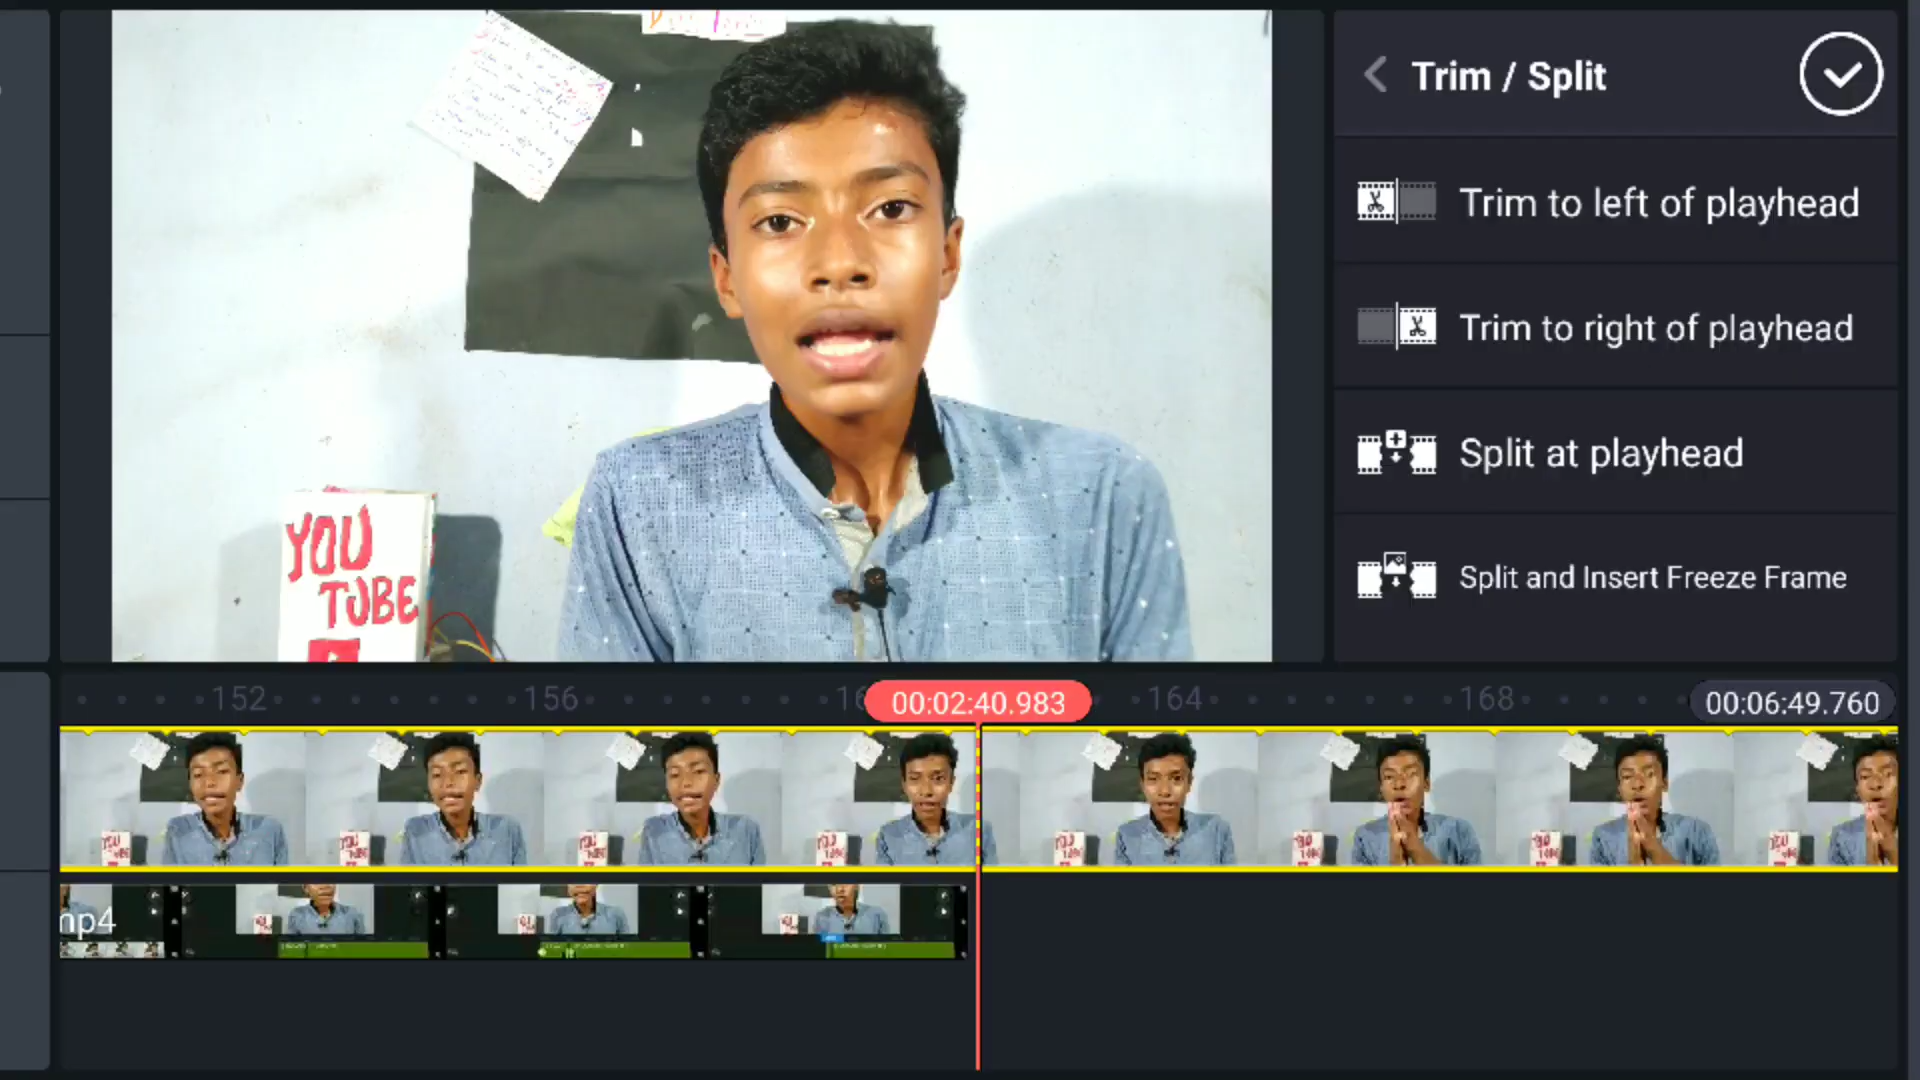 Trim / Split
Trim to left of playhead
Trim to right of playhead
Split at playhead
Split and Insert Freeze Frame
YOU
TUBE
152
156
00:02:40.983
164
168
00:06:49.760
mp4